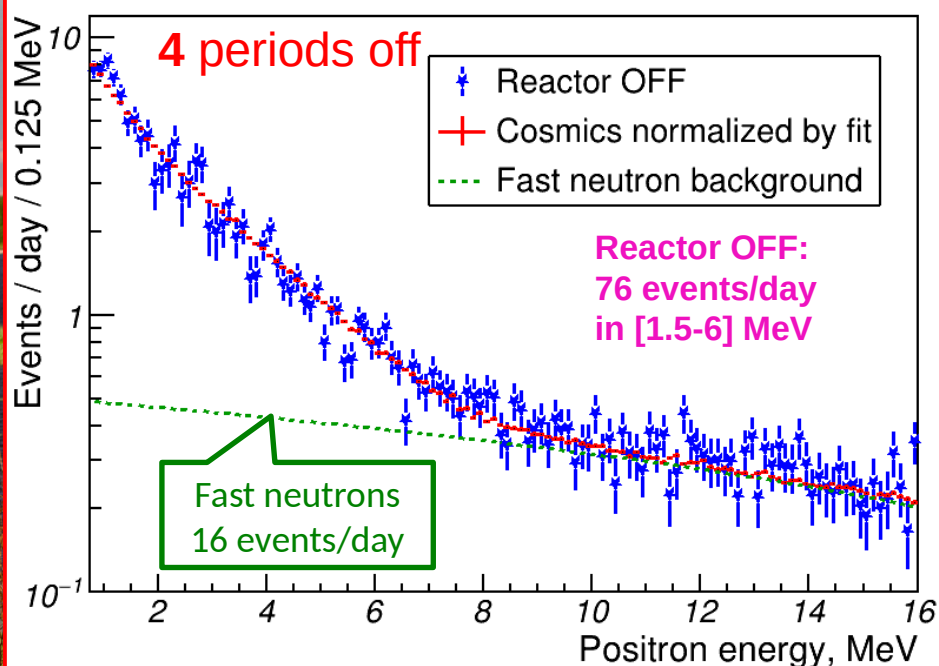 4 periods off
Reactor OFF
Cosmics normalized by fit
Fast neutron background
Reactor OFF:
76 events/day
in [1.5-6] MeV
Fast neutrons
16 events/day
Events / day / 0.125 MeV
10
1
10⁻¹
2 4 6 8 10 12 14 16
Positron energy, MeV